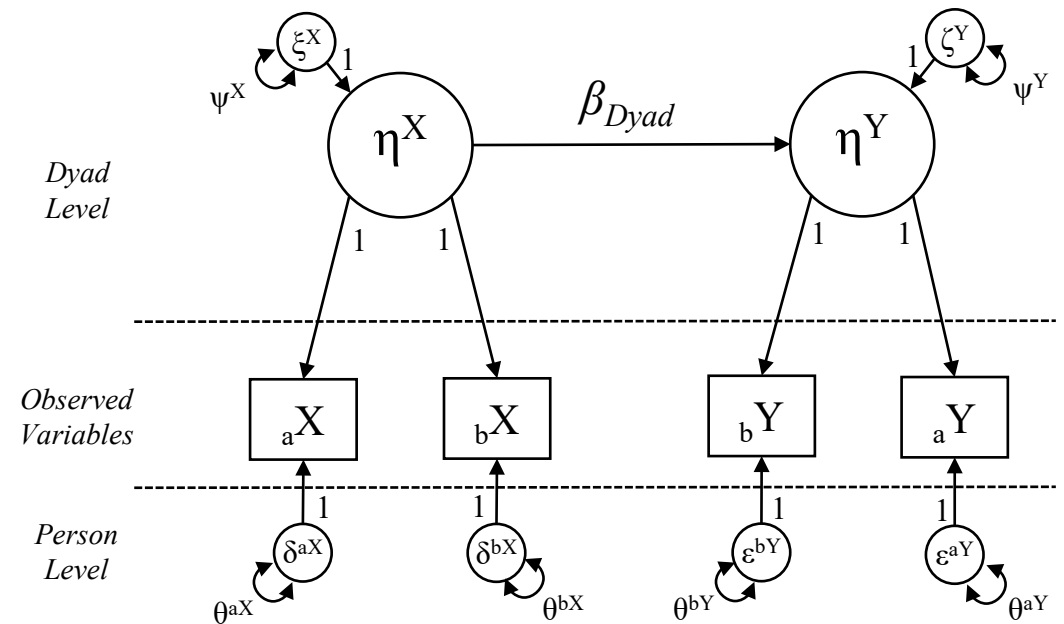 ξX 1 1 ζY
ψX ψY
ηX βDyad ηY
Dyad
Level
1 1 1 1
Observed
Variables
aX bX bY aY
1 1 1 1
Person
Level
δaX δbX εbY εaY
θaX θbX θbY θaY